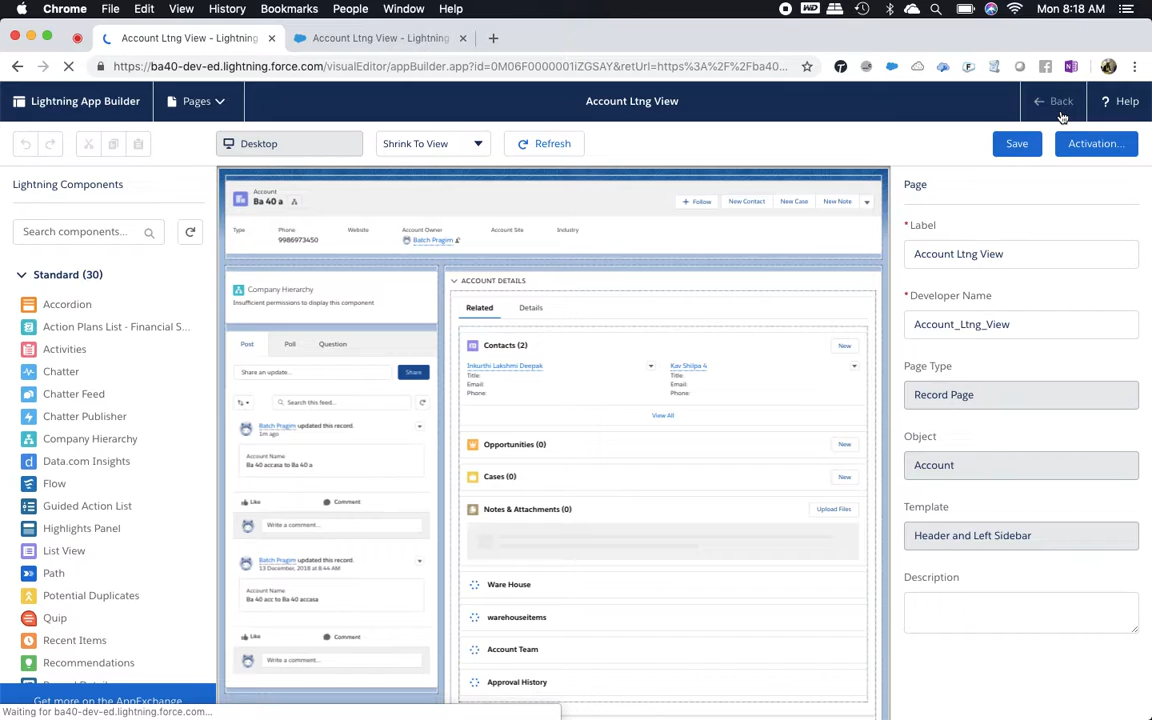 Chrome File Edit View History Bookmarks People Window Help Mon 8:18 AM
Account Ltng View - Lightning Account Ltng View - Lightning
https://ba40-dev-ed.lightning.force.com/visualEditor/appBuilder.app?id=0M06F0000001iZGSAY&retUrl=https%3A%2F%2Fba40...
Lightning App Builder Pages Account Ltng View Back ? Help
Desktop Shrink To View Refresh Save Activation...
Lightning Components
Search components...
Standard (30)
Accordion
Action Plans List - Financial S...
Activities
Chatter
Chatter Feed
Chatter Publisher
Company Hierarchy
Data.com Insights
Flow
Guided Action List
Highlights Panel
List View
Path
Potential Duplicates
Quip
Recent Items
Recommendations
Get more on the AppExchange
Waiting for ba40-dev-ed.lightning.force.com...
Account
Ba 40 a
Follow New Contact New Case New Note
Type Phone Website Account Owner Account Site Industry
9986973450 Batch Pragim
Company Hierarchy
Insufficient permissions to display this component
Post Poll Question
Share an update... Share
Search this feed...
Batch Pragim updated this record.
1m ago
Account Name
Ba 40 accasa to Ba 40 a
Like Comment
Write a comment...
Batch Pragim updated this record.
13 December, 2018 at 8:44 AM
Account Name
Ba 40 acc to Ba 40 accasa
Like Comment
Write a comment...
ACCOUNT DETAILS
Related Details
Contacts (2) New
Inkurthi Lakshmi Deepak Kav Shilpa 4
Title: Title:
Email: Email:
Phone: Phone:
View All
Opportunities (0) New
Cases (0) New
Notes & Attachments (0) Upload Files
Ware House
warehouseitems
Account Team
Approval History
Page
*Label
Account Ltng View
*Developer Name
Account_Ltng_View
Page Type
Record Page
Object
Account
Template
Header and Left Sidebar
Description